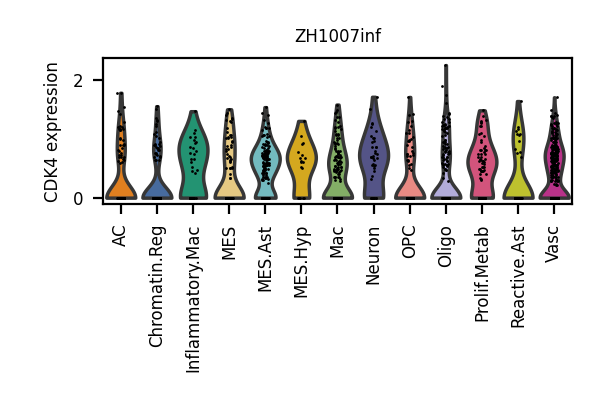 ZH1007inf
CDK4 expression
2
0
AC
Chromatin.Reg
Inflammatory.Mac
MES
MES.Ast
MES.Hyp
Mac
Neuron
OPC
Oligo
Prolif.Metab
Reactive.Ast
Vasc